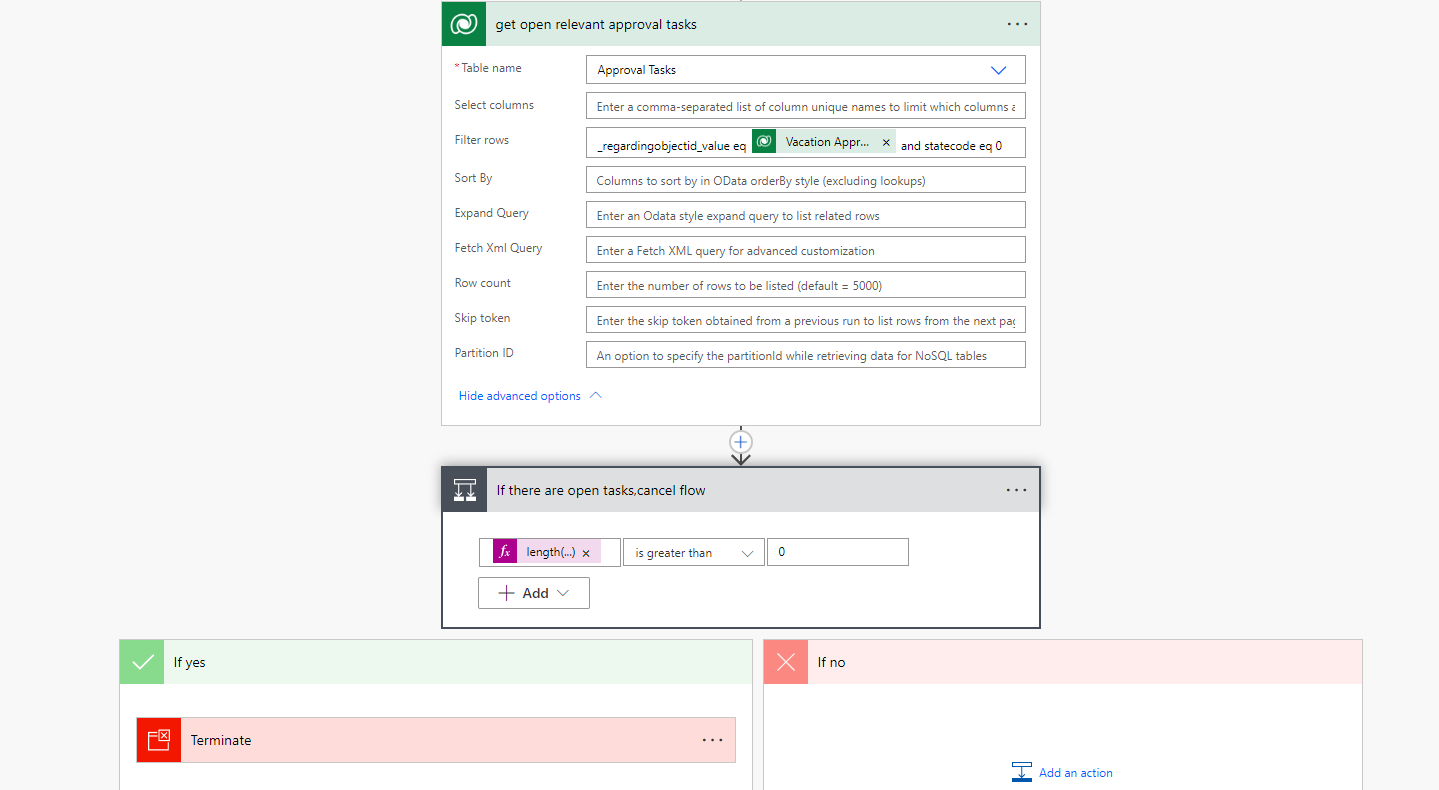 get open relevant approval tasks
* Table name
Approval Tasks
Select columns
Enter a comma-separated list of column unique names to limit which columns a
Filter rows
_regardingobjectid_value eq Vacation Appr... × and statecode eq 0
Sort By
Columns to sort by in OData orderBy style (excluding lookups)
Expand Query
Enter an Odata style expand query to list related rows
Fetch Xml Query
Enter a Fetch XML query for advanced customization
Row count
Enter the number of rows to be listed (default = 5000)
Skip token
Enter the skip token obtained from a previous run to list rows from the next pag
Partition ID
An option to specify the partitionId while retrieving data for NoSQL tables
Hide advanced options
If there are open tasks,cancel flow
fx length(...) × is greater than 0
+ Add
If yes
If no
Terminate
Add an action